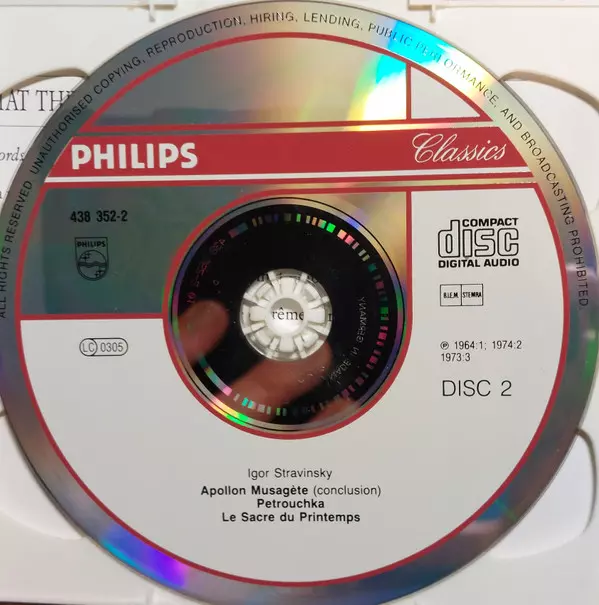 ALL RIGHTS RESERVED UNAUTHORISED COPYING, REPRODUCTION, HIRING, LENDING, PUBLIC PERFORMANCE, AND BROADCASTING PROHIBITED.
PHILIPS
Classics
438 352-2
PHILIPS
COMPACT
disc
DIGITAL AUDIO
B.I.E.M. STEMRA
LC 0305
℗ 1964:1; 1974:2
1973:3
DISC 2
Igor Stravinsky
Apollon Musagète (conclusion)
Petrouchka
Le Sacre du Printemps